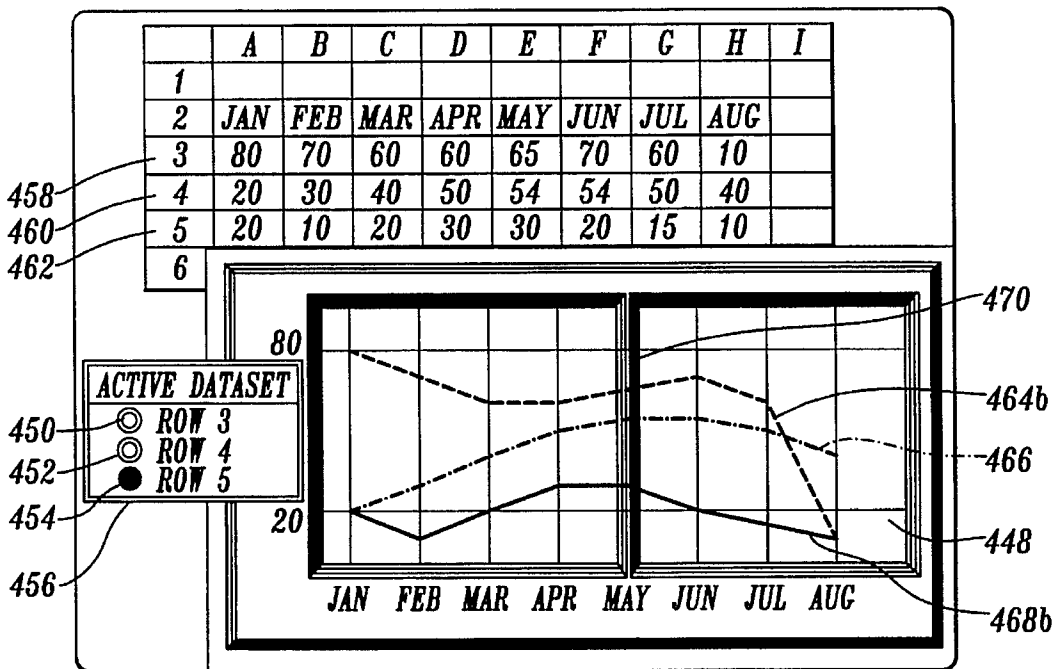 A B C D E F G H I
1
2 JAN FEB MAR APR MAY JUN JUL AUG
3 80 70 60 60 65 70 60 10
4 20 30 40 50 54 54 50 40
5 20 10 20 30 30 20 15 10
6
458
460
462
470
80
ACTIVE DATASET
ROW 3
ROW 4
ROW 5
450
452
454
456
20
464b
466
448
468b
JAN FEB MAR APR MAY JUN JUL AUG